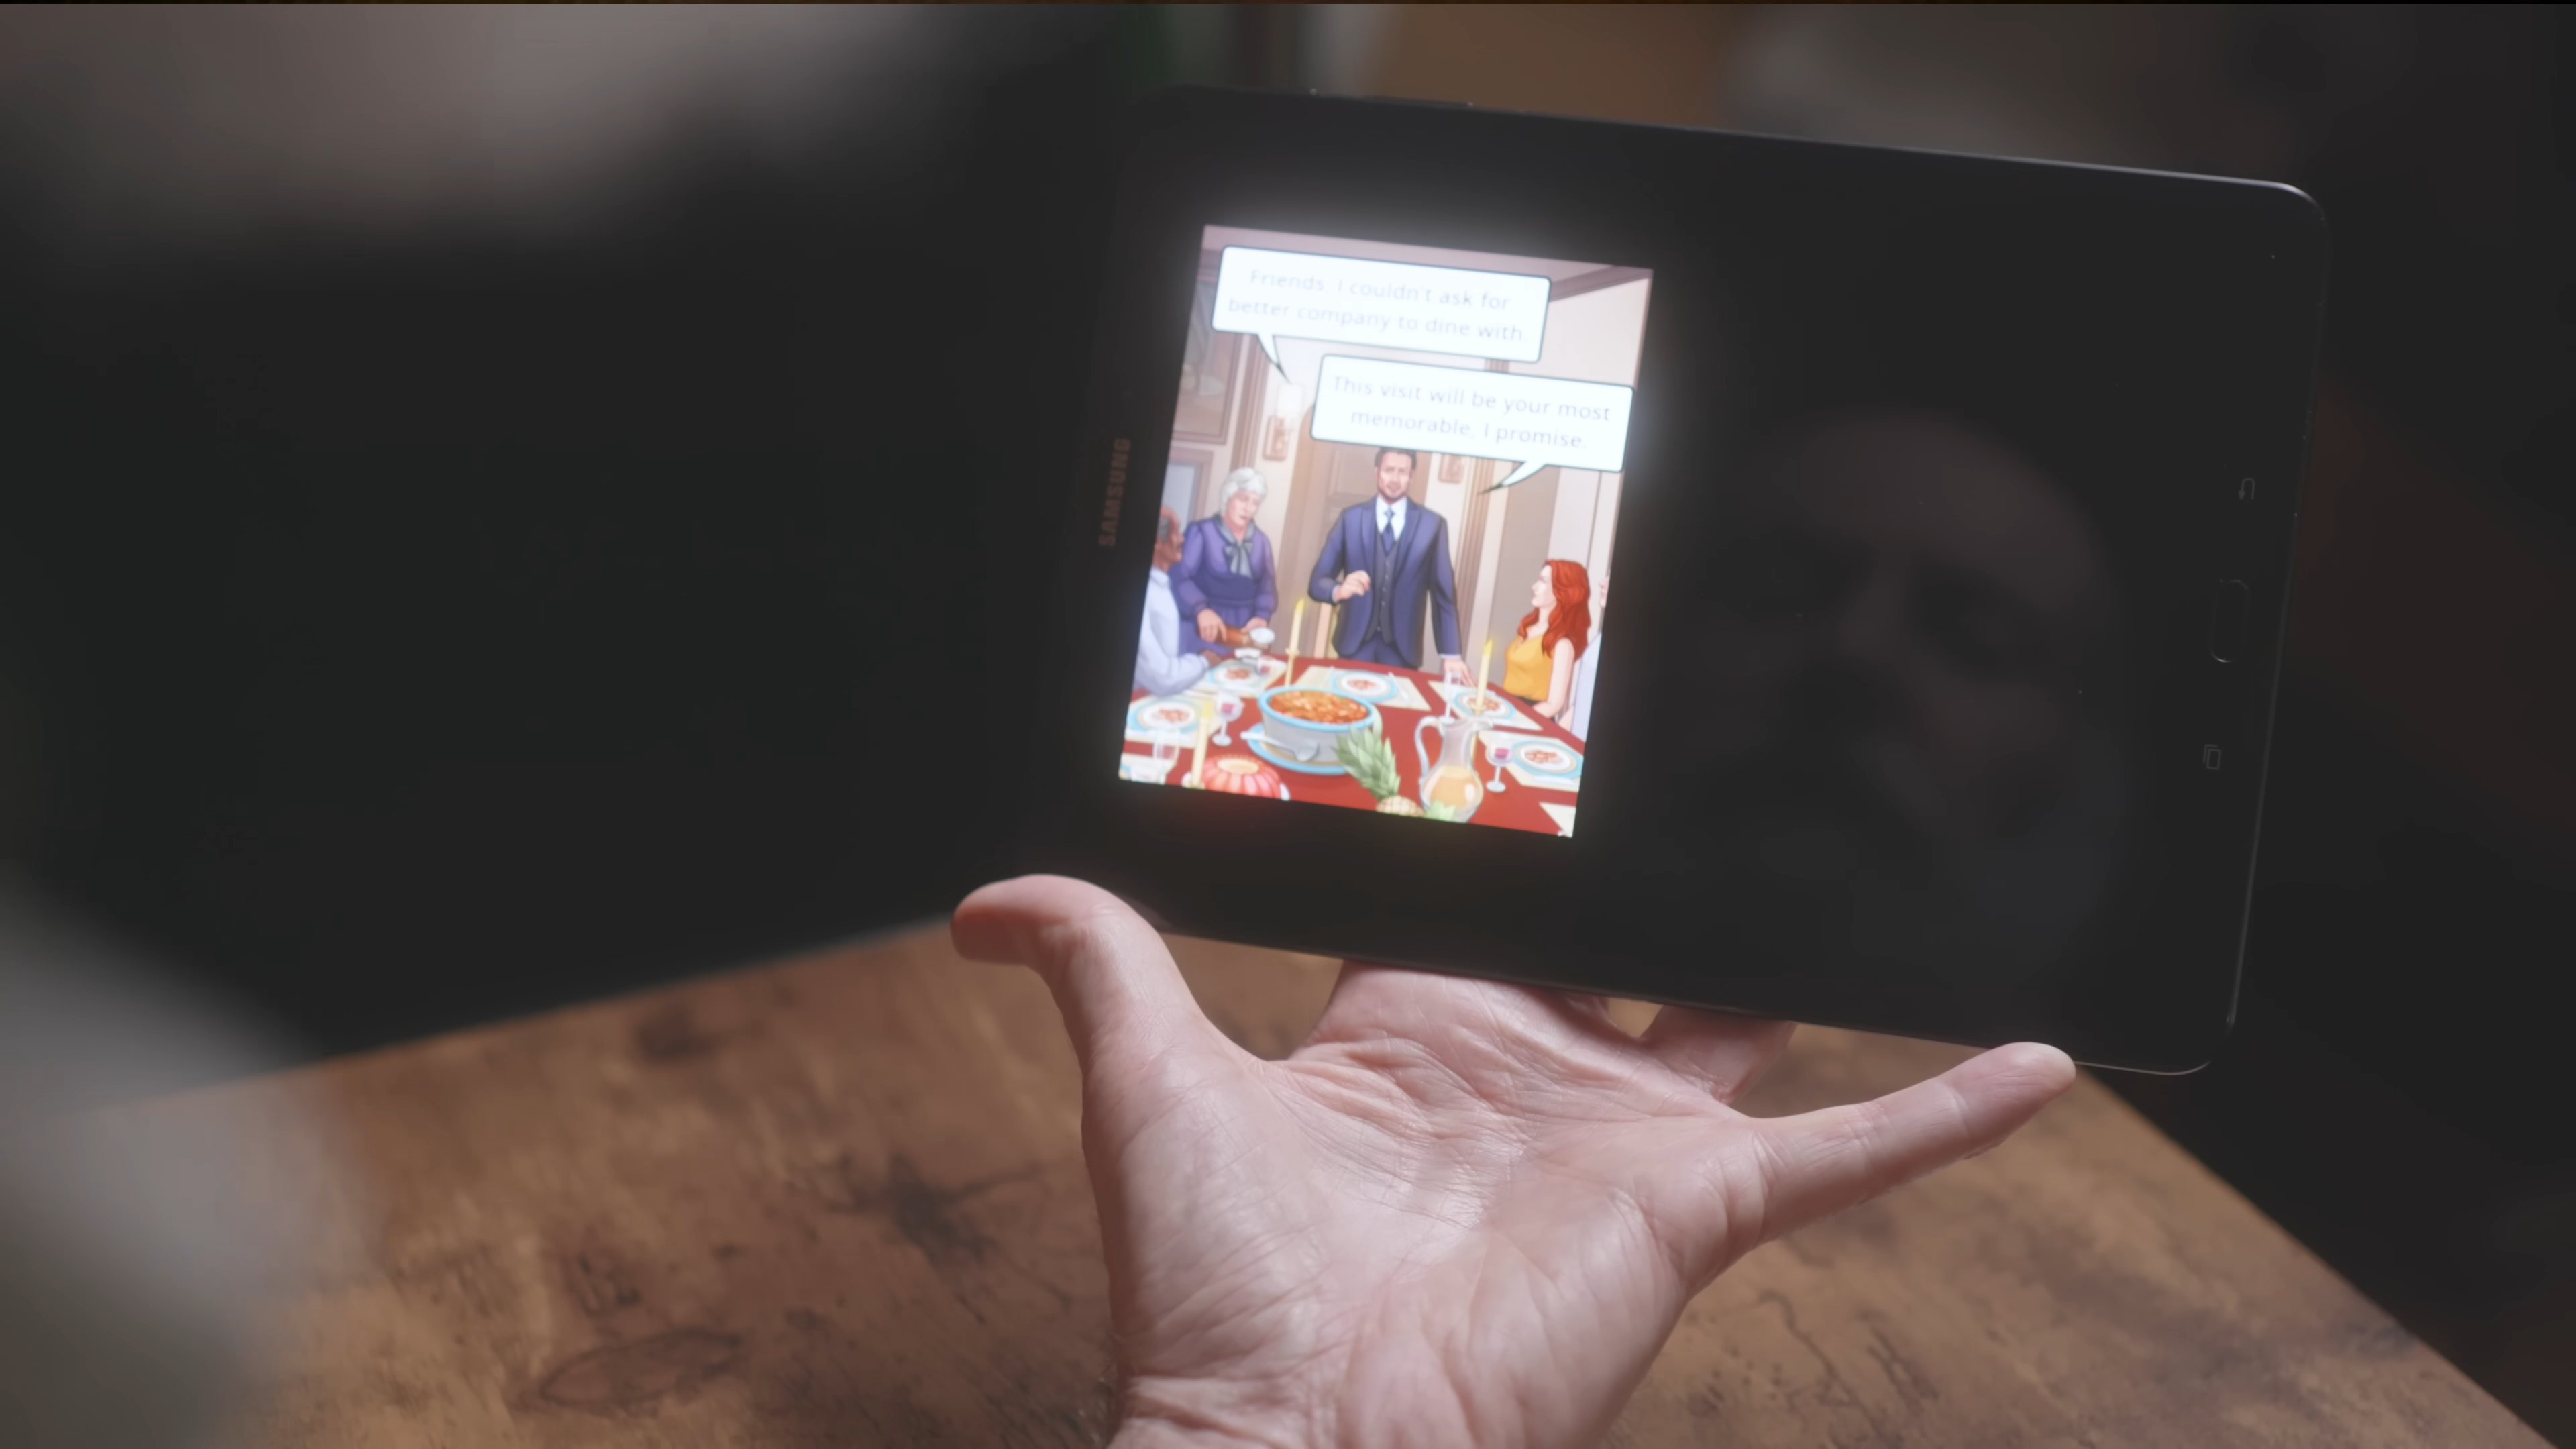 Friends, I couldn't ask for
better company to dine with
This visit will be your most
memorable, I promise.
SAMSUNG